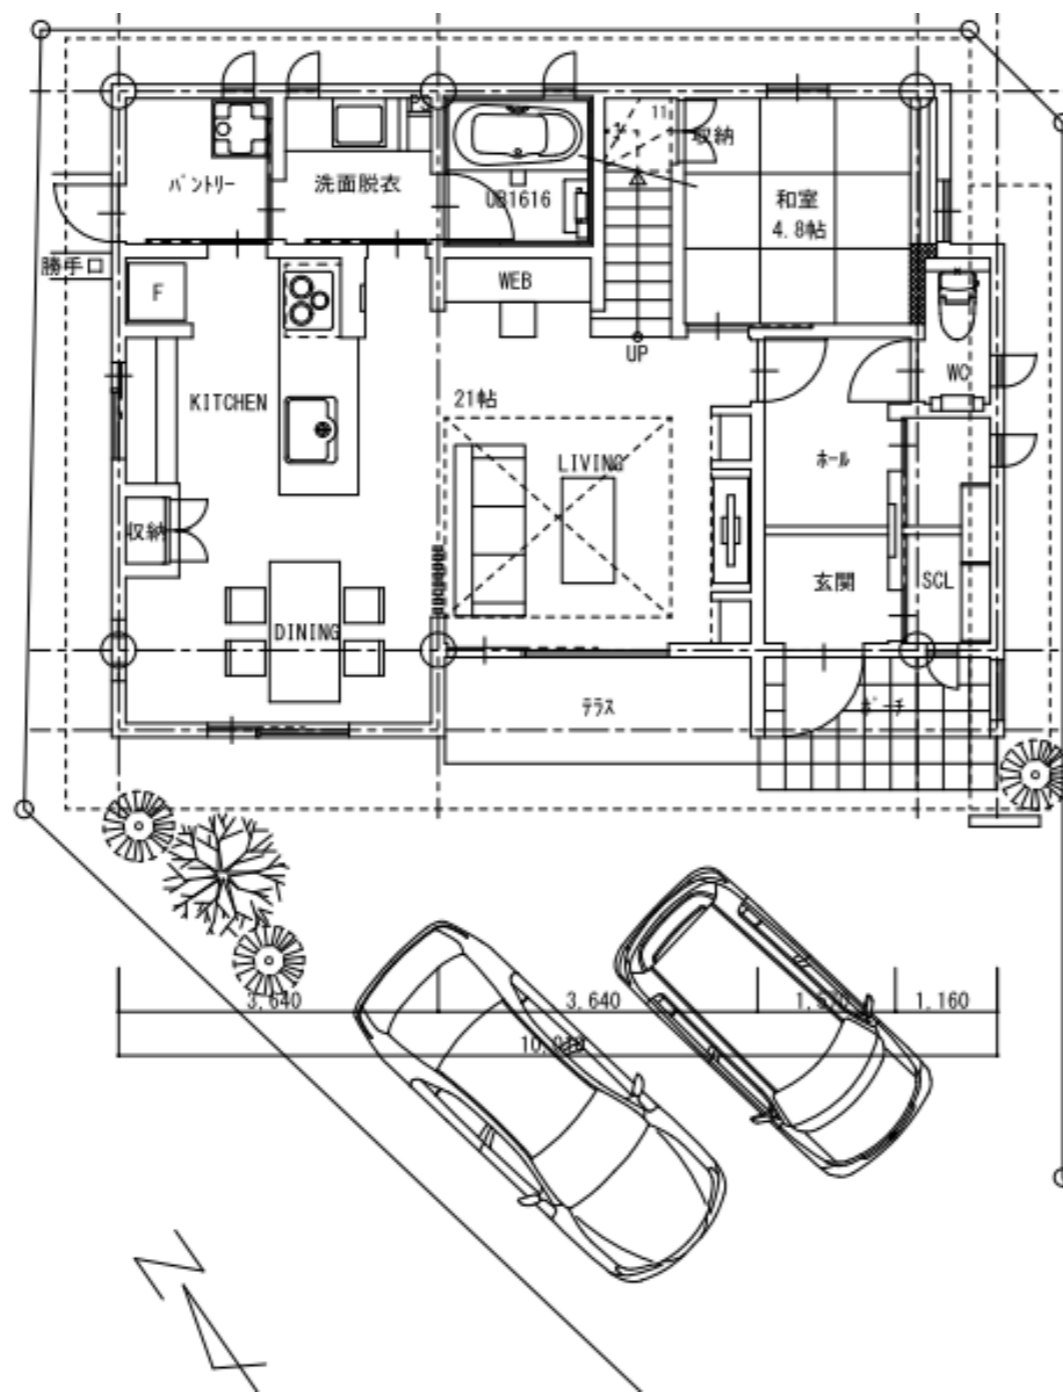 PS
11
収納
パントリー
洗面脱衣
UB1616
和室
4.8帖
勝手口
F
WEB
UP
WC
KITCHEN
21帖
LIVING
ホール
収納
玄関
SCL
DINING
テラス
ポーチ
3,640
3,640
1,160
N